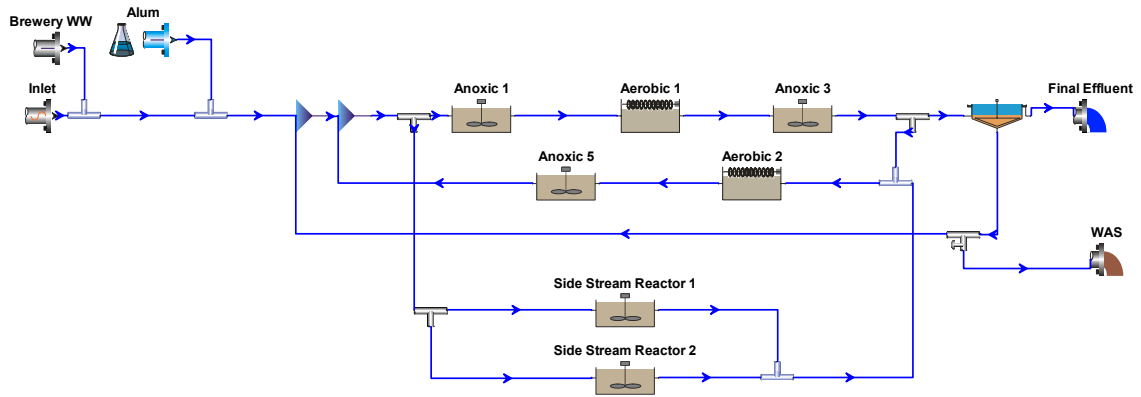 Brewery WW
Alum
Inlet
Anoxic 1
Aerobic 1
Anoxic 3
Final Effluent
Anoxic 5
Aerobic 2
WAS
Side Stream Reactor 1
Side Stream Reactor 2